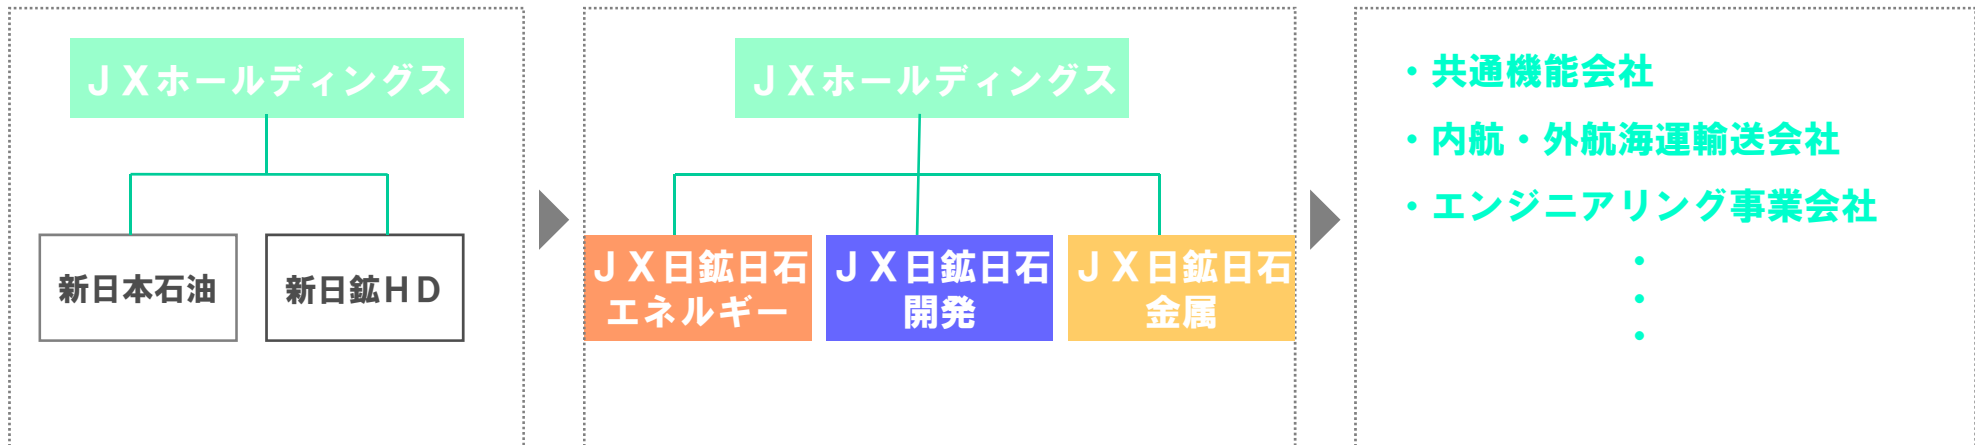 ＪＸホールディングス
新日本石油
新日鉱ＨＤ
ＪＸホールディングス
ＪＸ日鉱日石
エネルギー
ＪＸ日鉱日石
開発
ＪＸ日鉱日石
金属
・共通機能会社
・内航・外航海運輸送会社
・エンジニアリング事業会社
・
・
・